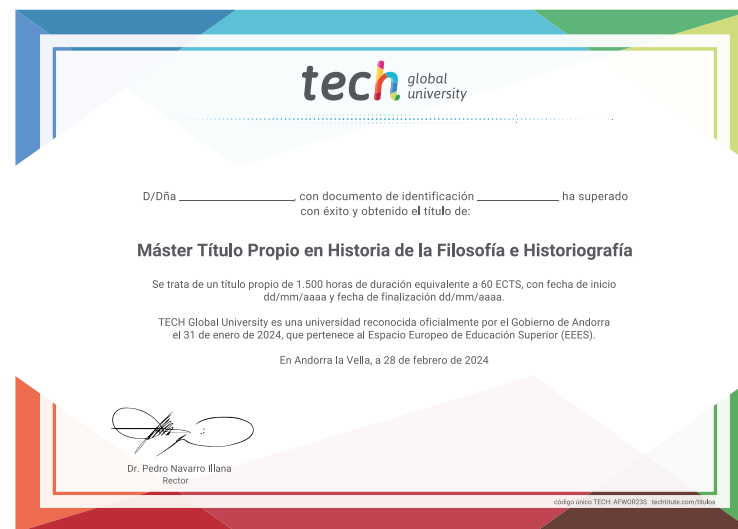 tech global university
D/Dña ____________________, con documento de identificación ______________ ha superado
con éxito y obtenido el título de:
Máster Título Propio en Historia de la Filosofía e Historiografía
Se trata de un título propio de 1.500 horas de duración equivalente a 60 ECTS, con fecha de inicio
dd/mm/aaaa y fecha de finalización dd/mm/aaaa.
TECH Global University es una universidad reconocida oficialmente por el Gobierno de Andorra
el 31 de enero de 2024, que pertenece al Espacio Europeo de Educación Superior (EEES).
En Andorra la Vella, a 28 de febrero de 2024
Dr. Pedro Navarro Illana
Rector
código único TECH: AFWOR23S techtitute.com/titulos